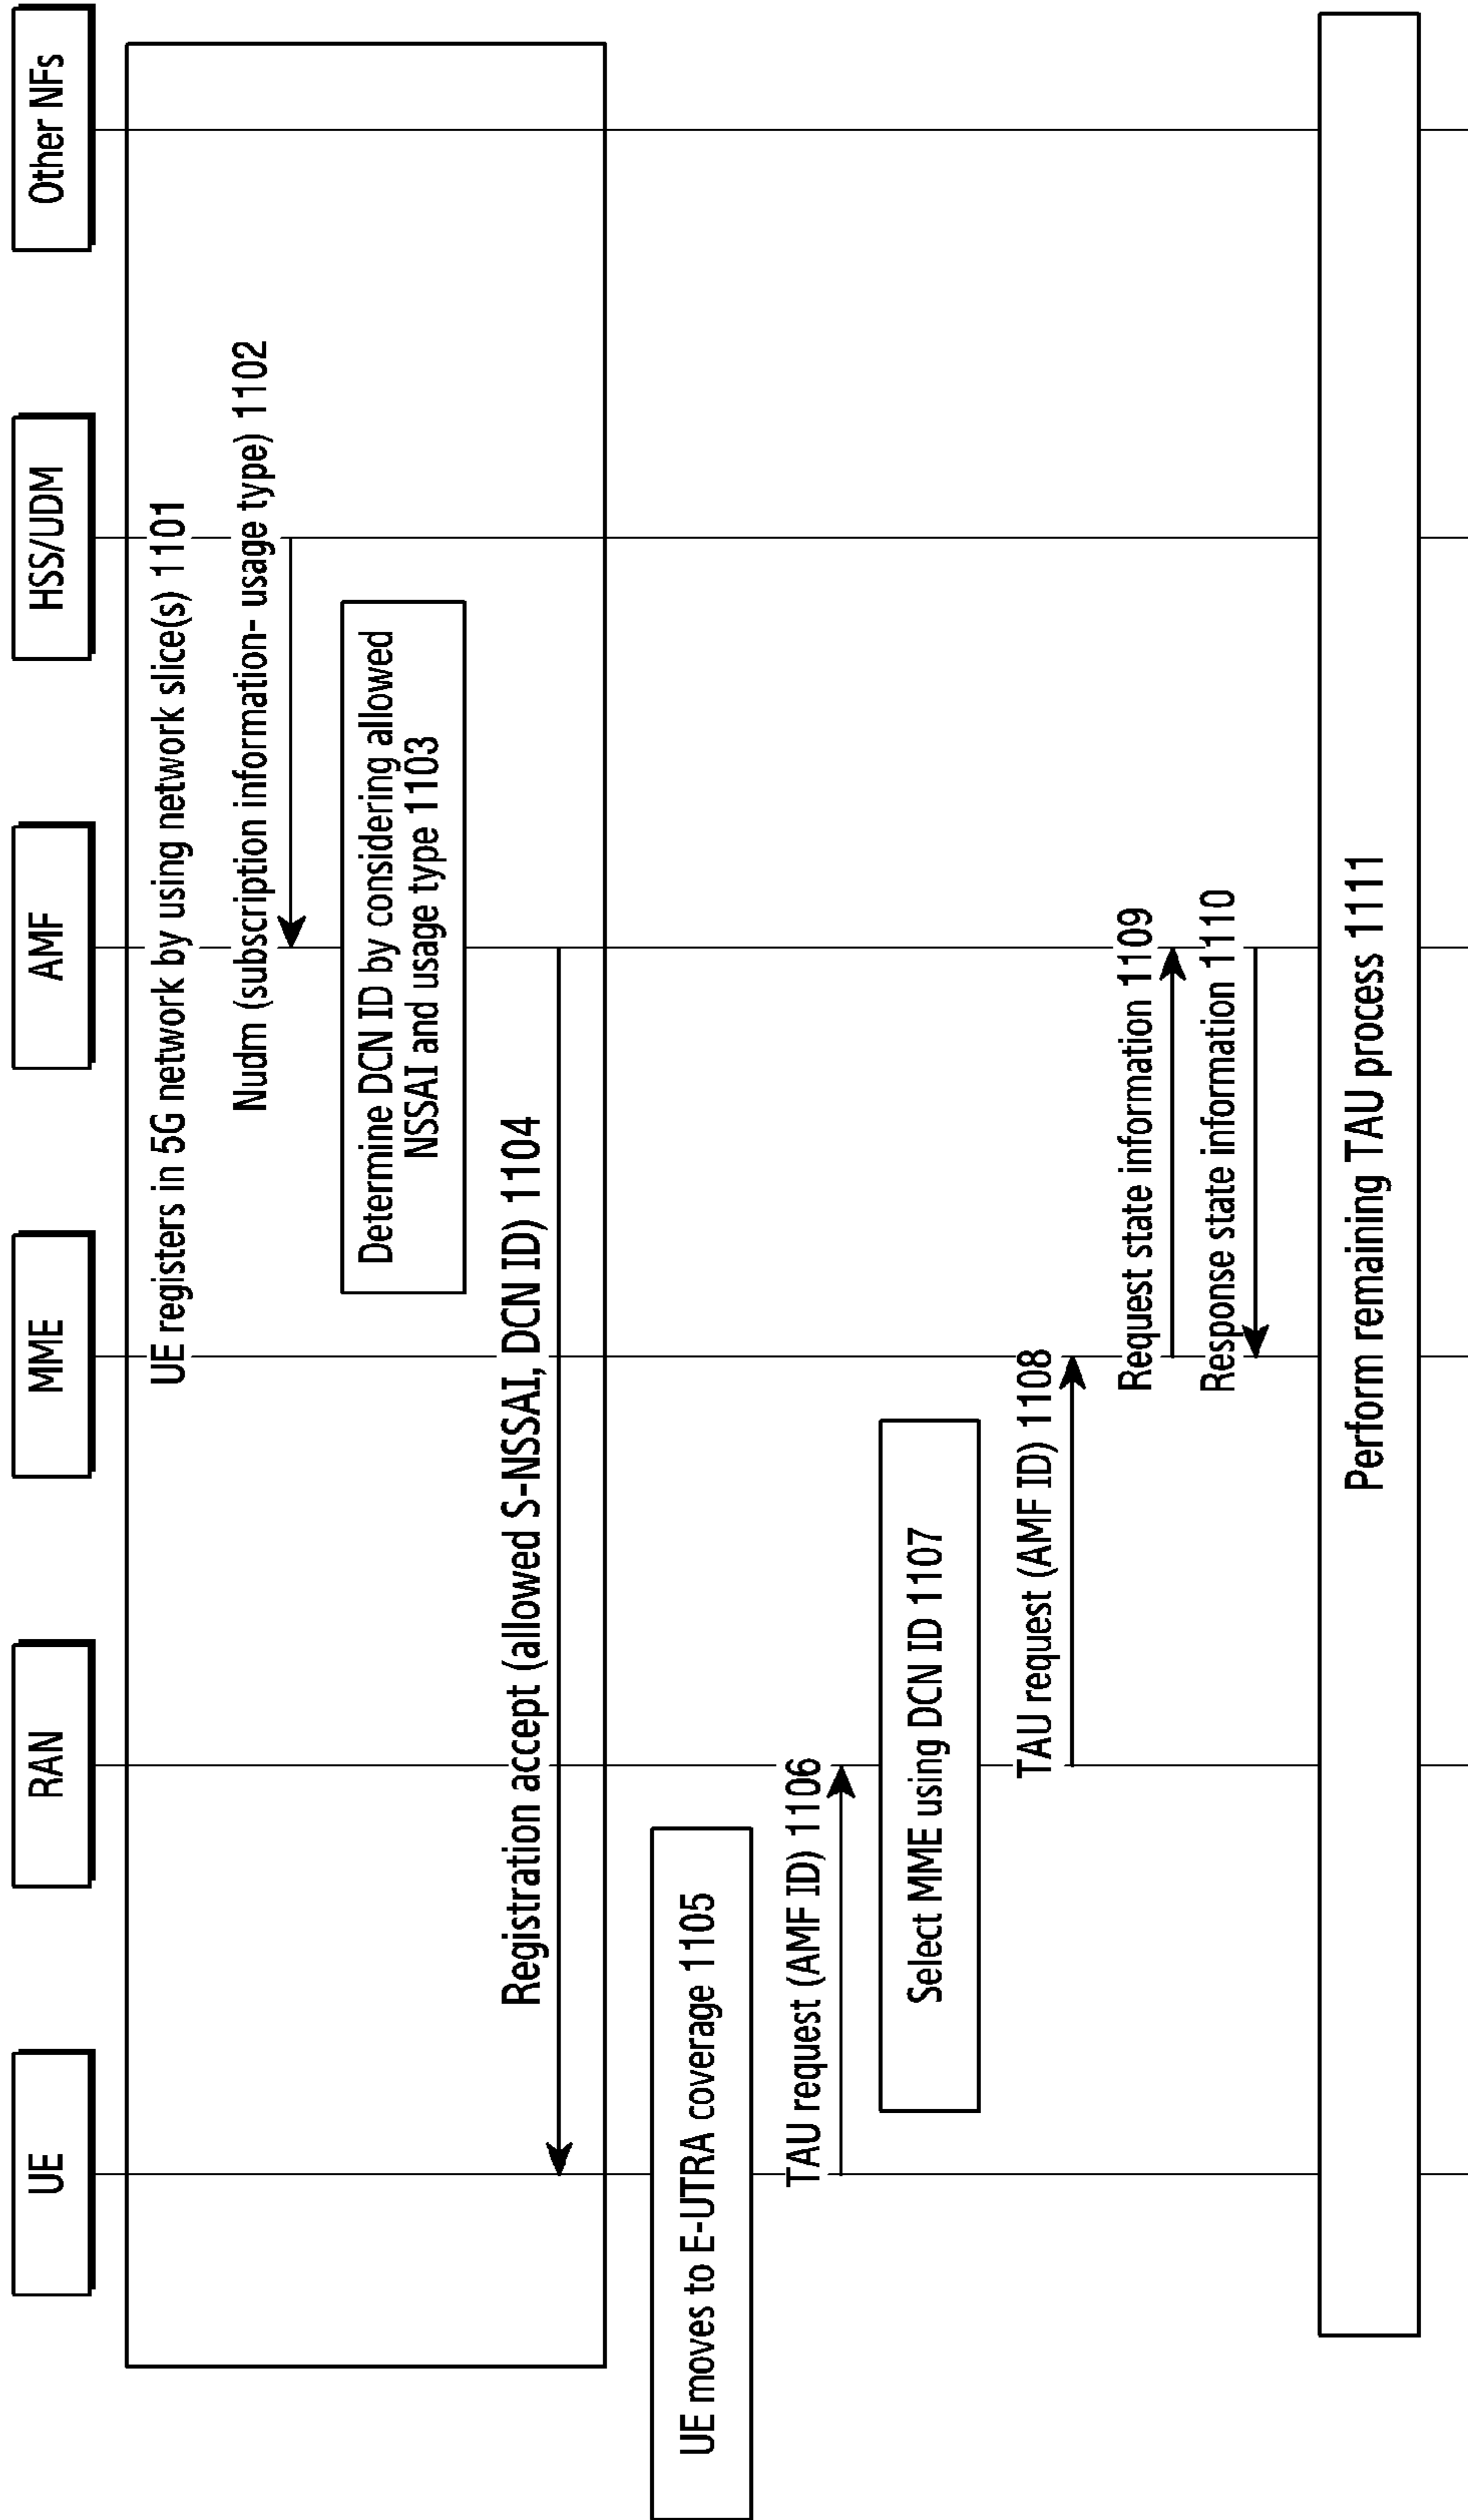 UE
RAN
MME
AMF
HSS/UDM
Other NFs
UE registers in 5G network by using network slice(s) 1101
Nudm (subscription information- usage type) 1102
Determine DCN ID by considering allowed
NSSAI and usage type 1103
Registration accept (allowed S-NSSAI, DCN ID) 1104
UE moves to E-UTRA coverage 1105
TAU request (AMF ID) 1106
Select MME using DCN ID 1107
TAU request (AMF ID) 1108
Request state information 1109
Response state information 1110
Perform remaining TAU process 1111